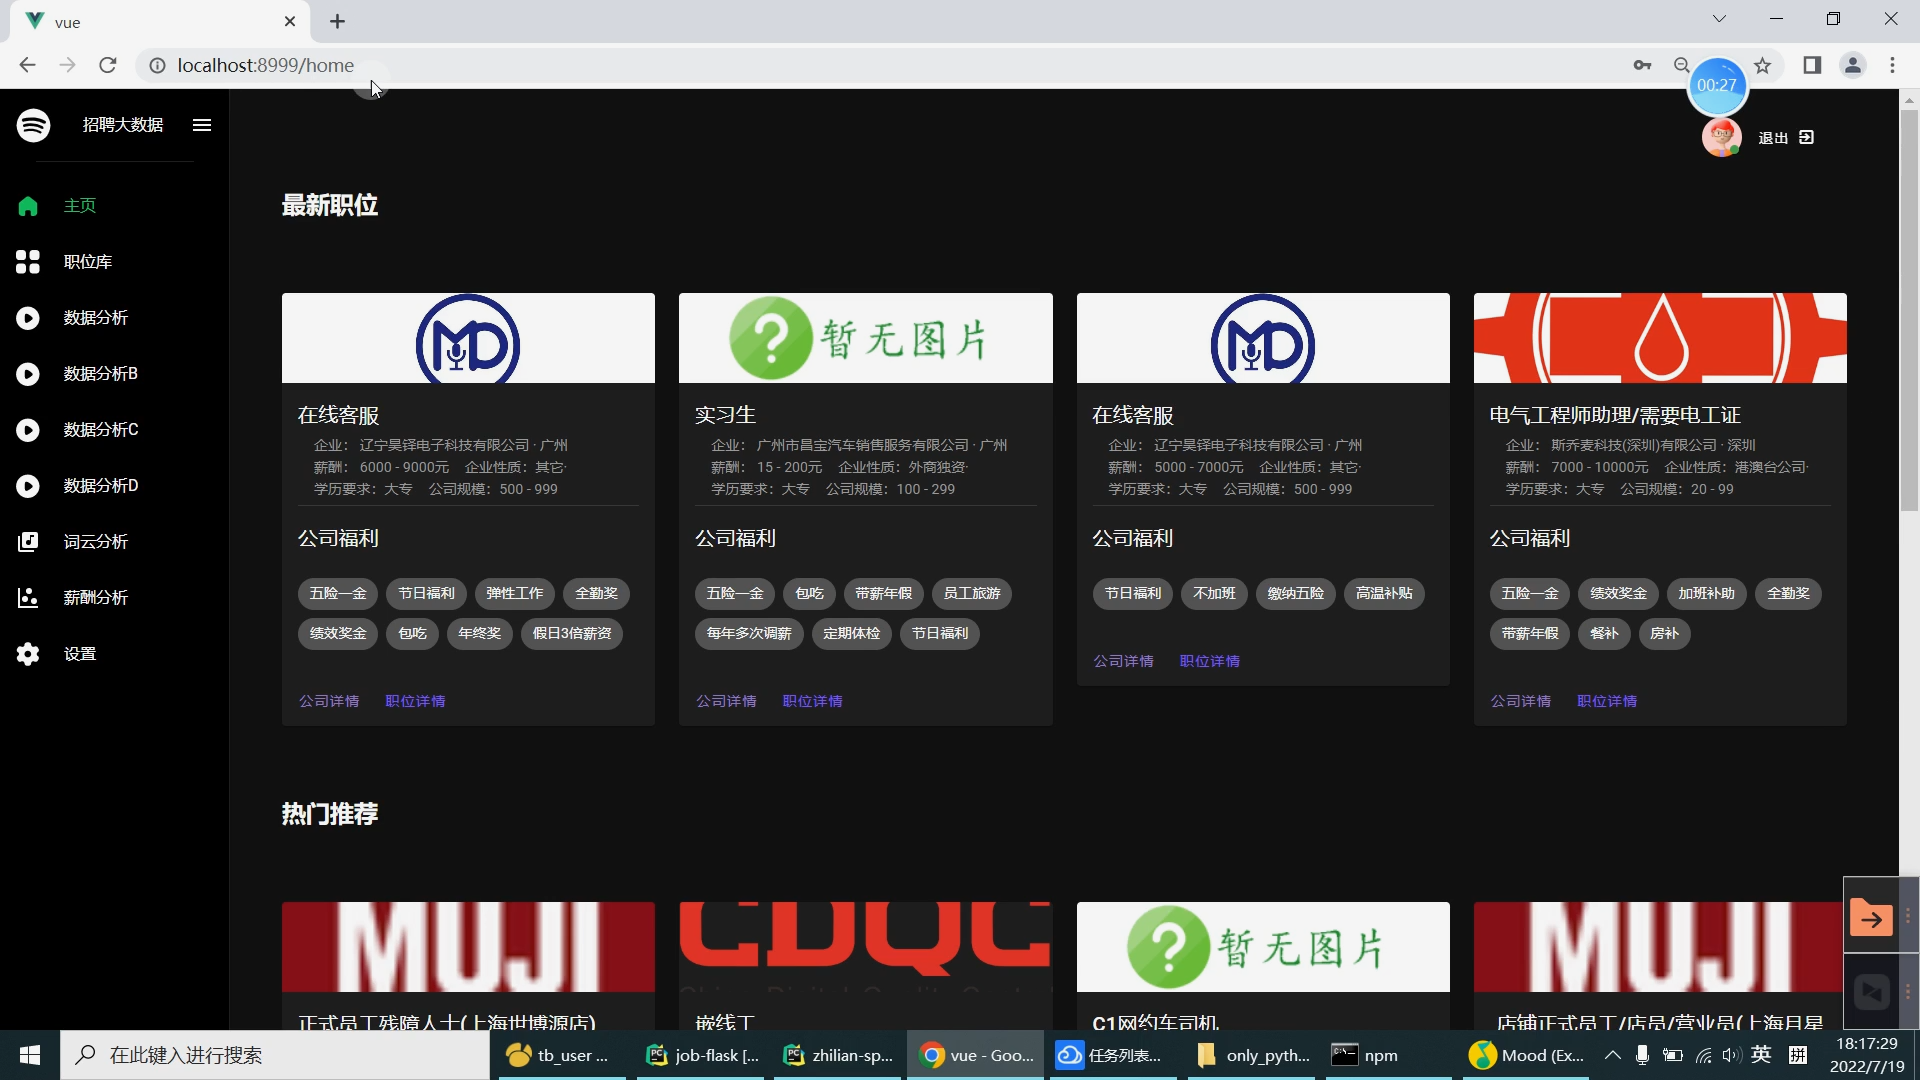 vue
localhost:8999/home
00:27
招聘大数据
退出
主页
职位库
数据分析
数据分析B
数据分析C
数据分析D
词云分析
薪酬分析
设置
最新职位
MD
在线客服
企业： 辽宁昊铎电子科技有限公司 · 广州
薪酬： 6000 - 9000元 企业性质：其它·
学历要求：大专 公司规模：500 - 999
公司福利
五险一金 节日福利 弹性工作 全勤奖
绩效奖金 包吃 年终奖 假日3倍薪资
公司详情 职位详情
暂无图片
实习生
企业： 广州市昌宝汽车销售服务有限公司 · 广州
薪酬： 15 - 200元 企业性质：外商独资·
学历要求：大专 公司规模：100 - 299
公司福利
五险一金 包吃 带薪年假 员工旅游
每年多次调薪 定期体检 节日福利
公司详情 职位详情
MD
在线客服
企业： 辽宁昊铎电子科技有限公司 · 广州
薪酬： 5000 - 7000元 企业性质：其它·
学历要求：大专 公司规模：500 - 999
公司福利
节日福利 不加班 缴纳五险 高温补贴
公司详情 职位详情
电气工程师助理/需要电工证
企业： 斯乔麦科技(深圳)有限公司 · 深圳
薪酬： 7000 - 10000元 企业性质：港澳台公司·
学历要求：大专 公司规模：20 - 99
公司福利
五险一金 绩效奖金 加班补助 全勤奖
带薪年假 餐补 房补
公司详情 职位详情
热门推荐
MUJI
正式员工残障人士(上海世博源店)
CDQC
嵌线工
暂无图片
C1网约车司机
MUJI
店铺正式员工/店员/营业员(上海月星
在此键入进行搜索
tb_user ...
job-flask [...
zhilian-sp...
vue - Goo...
任务列表...
only_pyth...
npm
Mood (Ex...
英
拼
18:17:29
2022/7/19